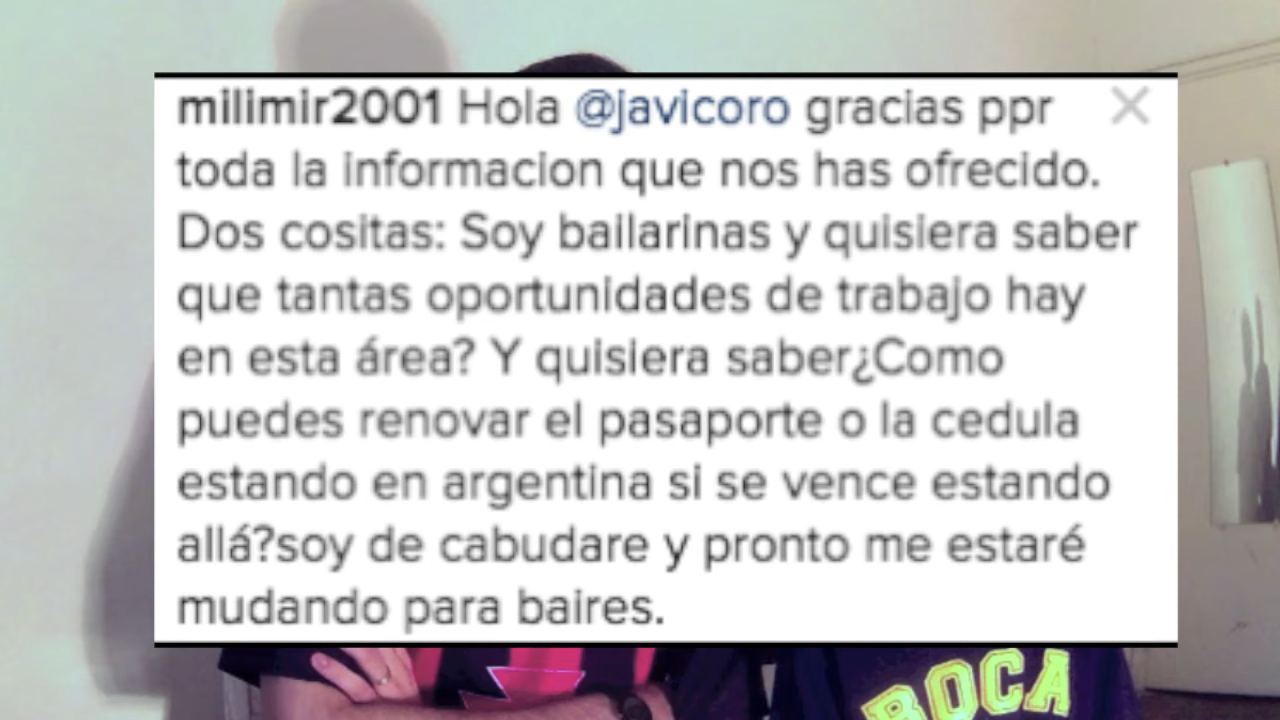 milimir2001 Hola @javicoro gracias ppr
toda la informacion que nos has ofrecido.
Dos cositas: Soy bailarinas y quisiera saber
que tantas oportunidades de trabajo hay
en esta área? Y quisiera saber¿Como
puedes renovar el pasaporte o la cedula
estando en argentina si se vence estando
allá?soy de cabudare y pronto me estaré
mudando para baires.
BOCA